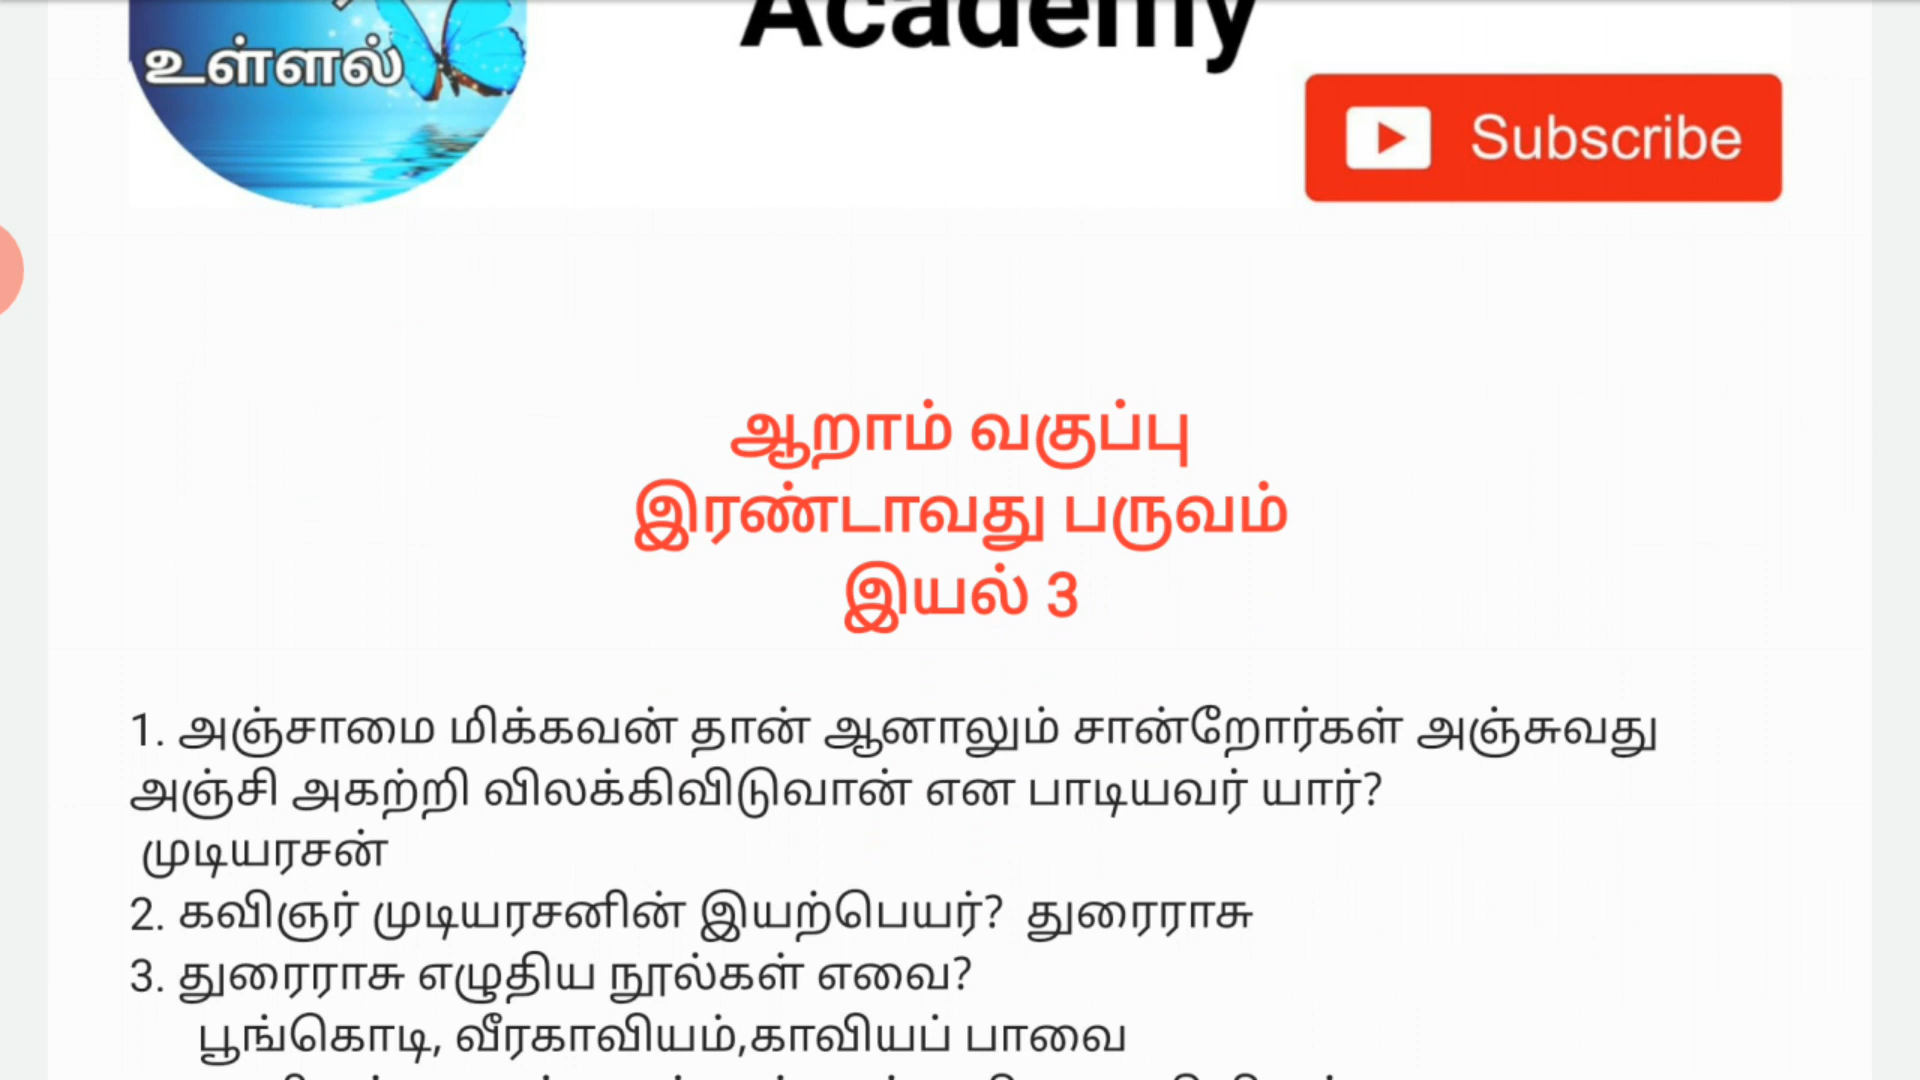 Academy
உள்ளல்
Subscribe
ஆறாம் வகுப்பு
இரண்டாவது பருவம்
இயல் 3
1. அஞ்சாமை மிக்கவன் தான் ஆனாலும் சான்றோர்கள் அஞ்சுவது
அஞ்சி அகற்றி விலக்கிவிடுவான் என பாடியவர் யார்?
முடியரசன்
2. கவிஞர் முடியரசனின் இயற்பெயர்? துரைராசு
3. துரைராசு எழுதிய நூல்கள் எவை?
பூங்கொடி, வீரகாவியம்,காவியப் பாவை